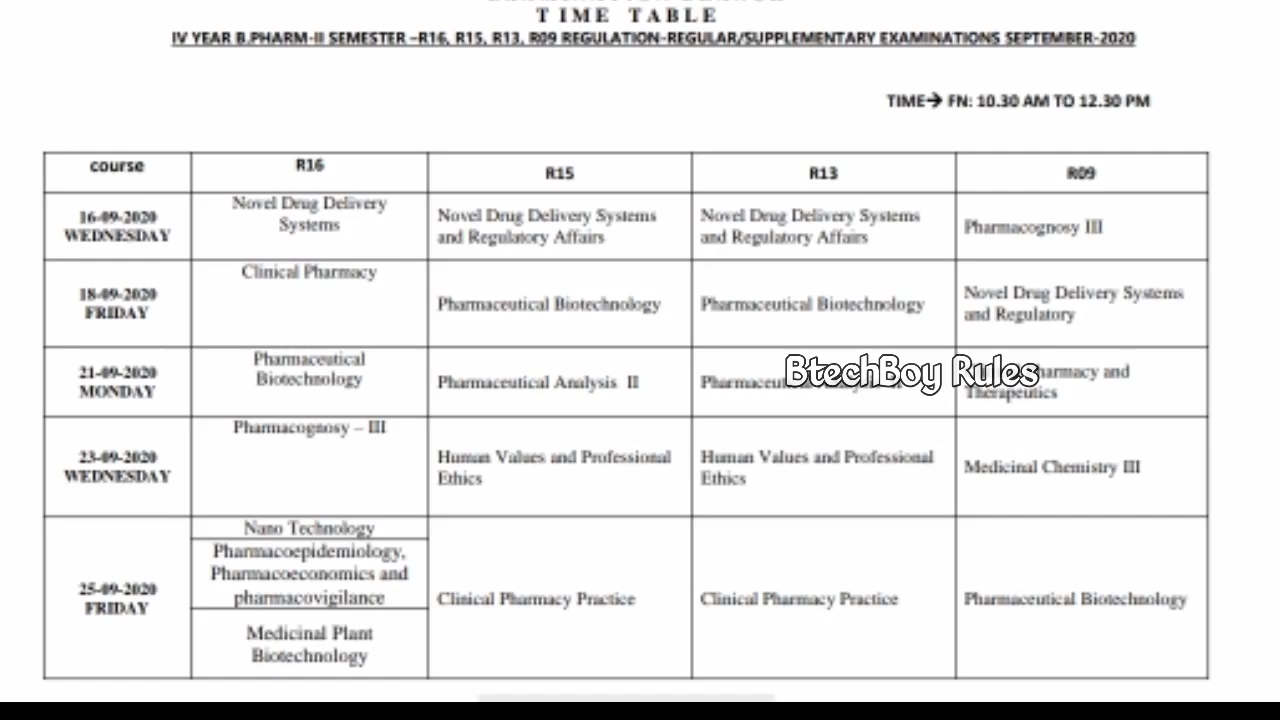 TIME TABLE
IV YEAR B.PHARM-II SEMESTER –R16, R15, R13, R09 REGULATION-REGULAR/SUPPLEMENTARY EXAMINATIONS SEPTEMBER-2020
TIME→ FN: 10.30 AM TO 12.30 PM
course
R16
R15
R13
R09
16-09-2020
WEDNESDAY
Novel Drug Delivery
Systems
Novel Drug Delivery Systems
and Regulatory Affairs
Novel Drug Delivery Systems
and Regulatory Affairs
Pharmacognosy III
18-09-2020
FRIDAY
Clinical Pharmacy
Pharmaceutical Biotechnology
Pharmaceutical Biotechnology
Novel Drug Delivery Systems
and Regulatory
21-09-2020
MONDAY
Pharmaceutical
Biotechnology
Pharmaceutical Analysis II
BtechBoy Rules
and
Therapeutics
23-09-2020
WEDNESDAY
Pharmacognosy – III
Human Values and Professional
Ethics
Human Values and Professional
Ethics
Medicinal Chemistry III
25-09-2020
FRIDAY
Nano Technology
Pharmacoepidemiology,
Pharmacoeconomics and
pharmacovigilance
Medicinal Plant
Biotechnology
Clinical Pharmacy Practice
Clinical Pharmacy Practice
Pharmaceutical Biotechnology